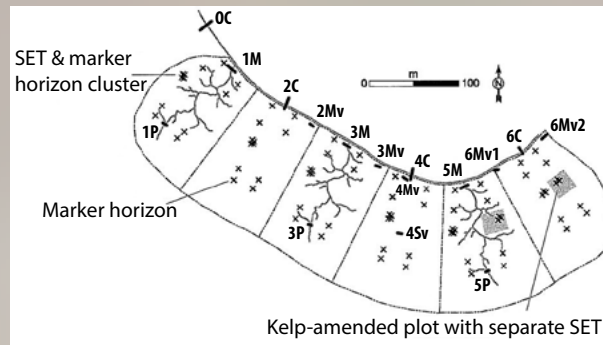 0C
SET & marker
horizon cluster
1M
m
0 100
N
2C
2Mv
1P
3M
6Mv2
6C
3Mv
4C
6Mv1
5M
4Mv
Marker horizon
3P
4Sv
5P
Kelp-amended plot with separate SET